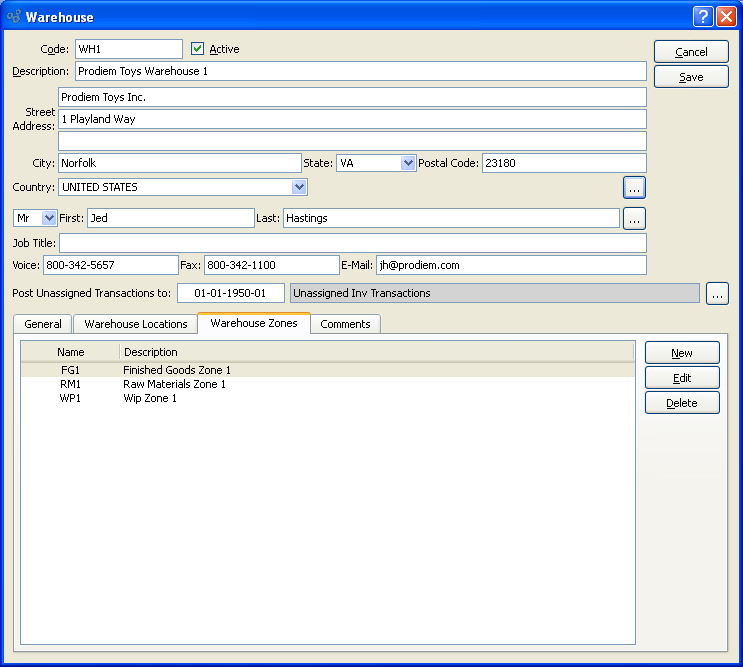 Warehouse
Code: WH1 Active
Cancel
Description: Prodiem Toys Warehouse 1
Save
Prodiem Toys Inc.
Street Address: 1 Playland Way
City: Norfolk State: VA Postal Code: 23180
Country: UNITED STATES ...
Mr First: Jed Last: Hastings ...
Job Title:
Voice: 800-342-5657 Fax: 800-342-1100 E-Mail: jh@prodiem.com
Post Unassigned Transactions to: 01-01-1950-01 Unassigned Inv Transactions ...
General Warehouse Locations Warehouse Zones Comments
Name Description
New
FG1 Finished Goods Zone 1
Edit
RM1 Raw Materials Zone 1
WP1 Wip Zone 1
Delete